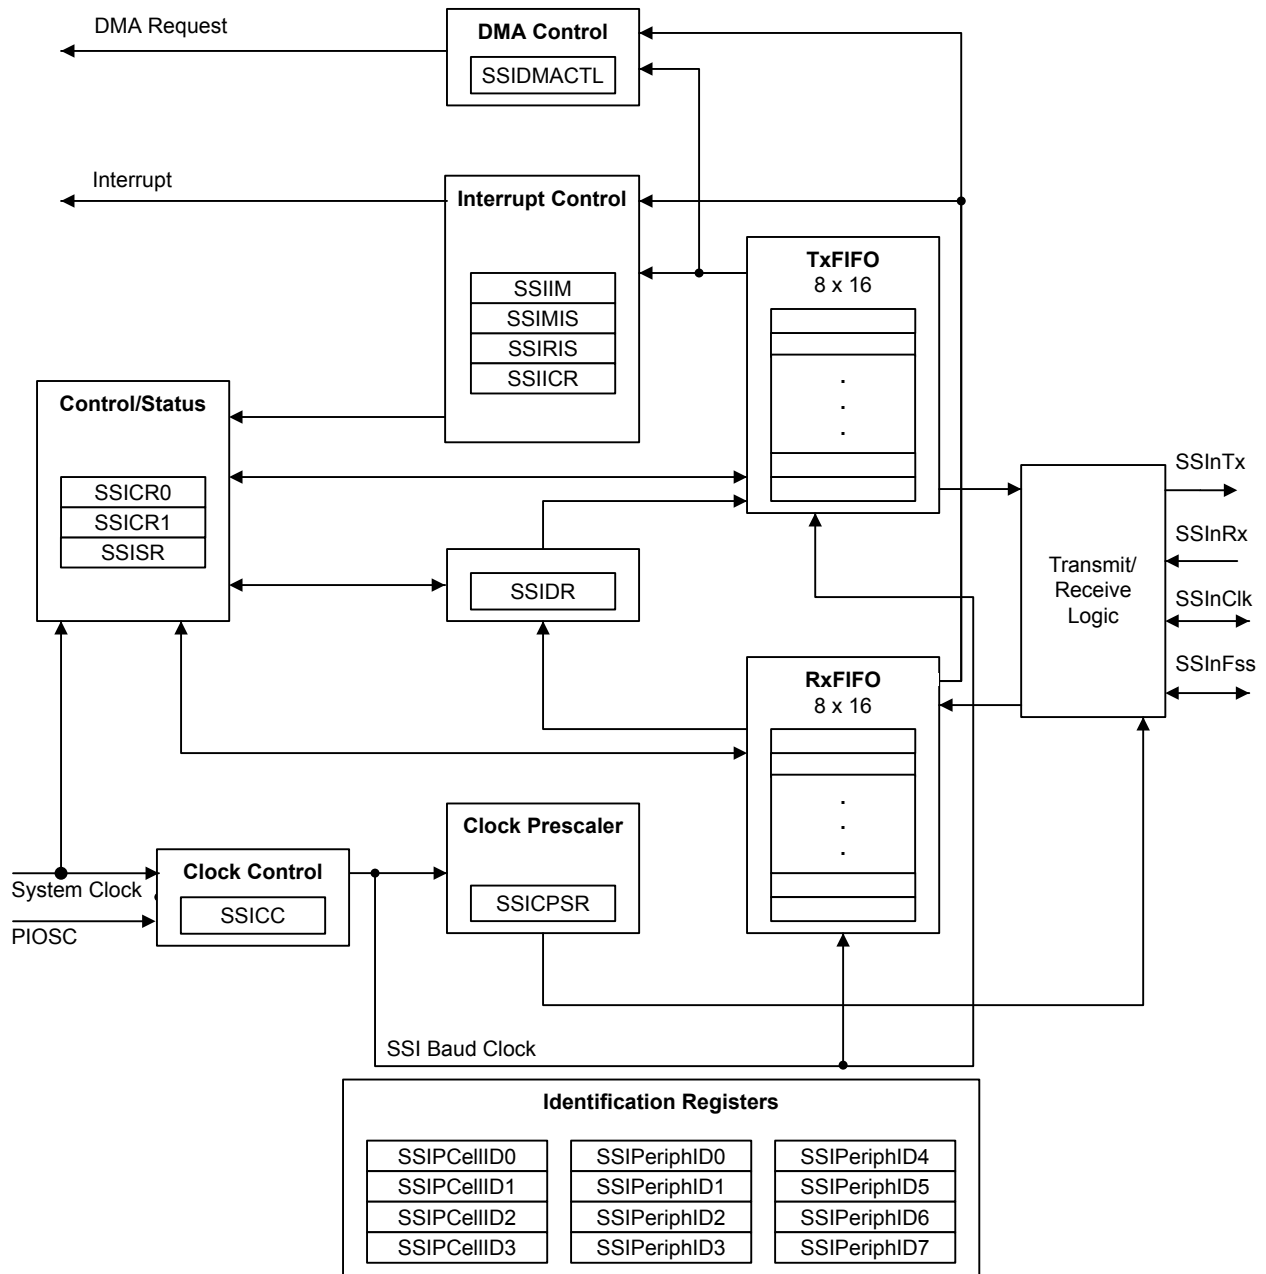 DMA Request
DMA Control
SSIDMACTL
Interrupt
Interrupt Control
SSIIM
SSIMIS
SSIRIS
SSIICR
TxFIFO
8 x 16
.
.
.
Control/Status
SSICR0
SSICR1
SSISR
SSIDR
Transmit/
Receive
Logic
SSInTx
SSInRx
SSInClk
SSInFss
RxFIFO
8 x 16
.
.
.
Clock Prescaler
SSICPSR
System Clock
PIOSC
Clock Control
SSICC
SSI Baud Clock
Identification Registers
SSIPCellID0
SSIPCellID1
SSIPCellID2
SSIPCellID3
SSIPeriphID0
SSIPeriphID1
SSIPeriphID2
SSIPeriphID3
SSIPeriphID4
SSIPeriphID5
SSIPeriphID6
SSIPeriphID7